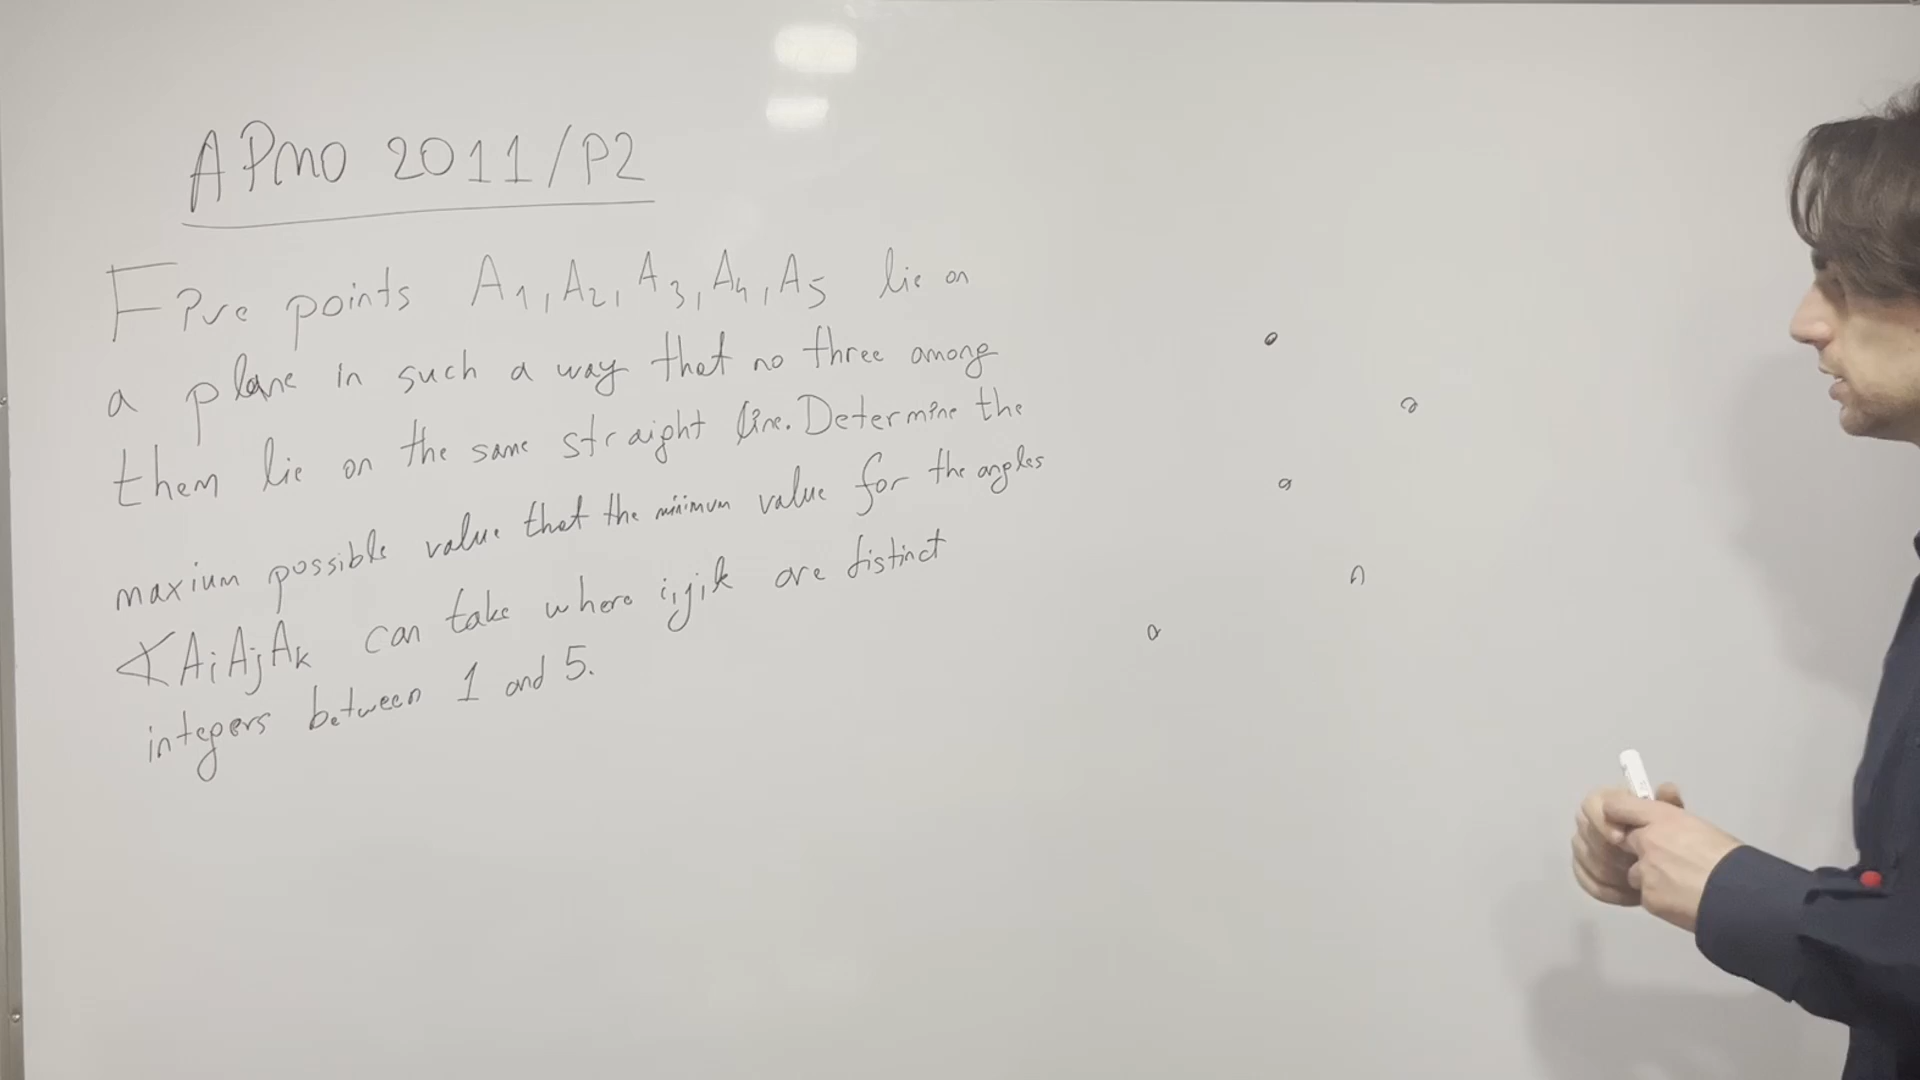 APMO 2011/P2
Five points A₁, A₂, A₃, A₄, A₅ lie on
a plane in such a way that no three among
them lie on the same straight line. Determine the
maxium possible value that the minimum value for the angles
∢AᵢAⱼAₖ can take where i,j,k are distinct
integers between 1 and 5.